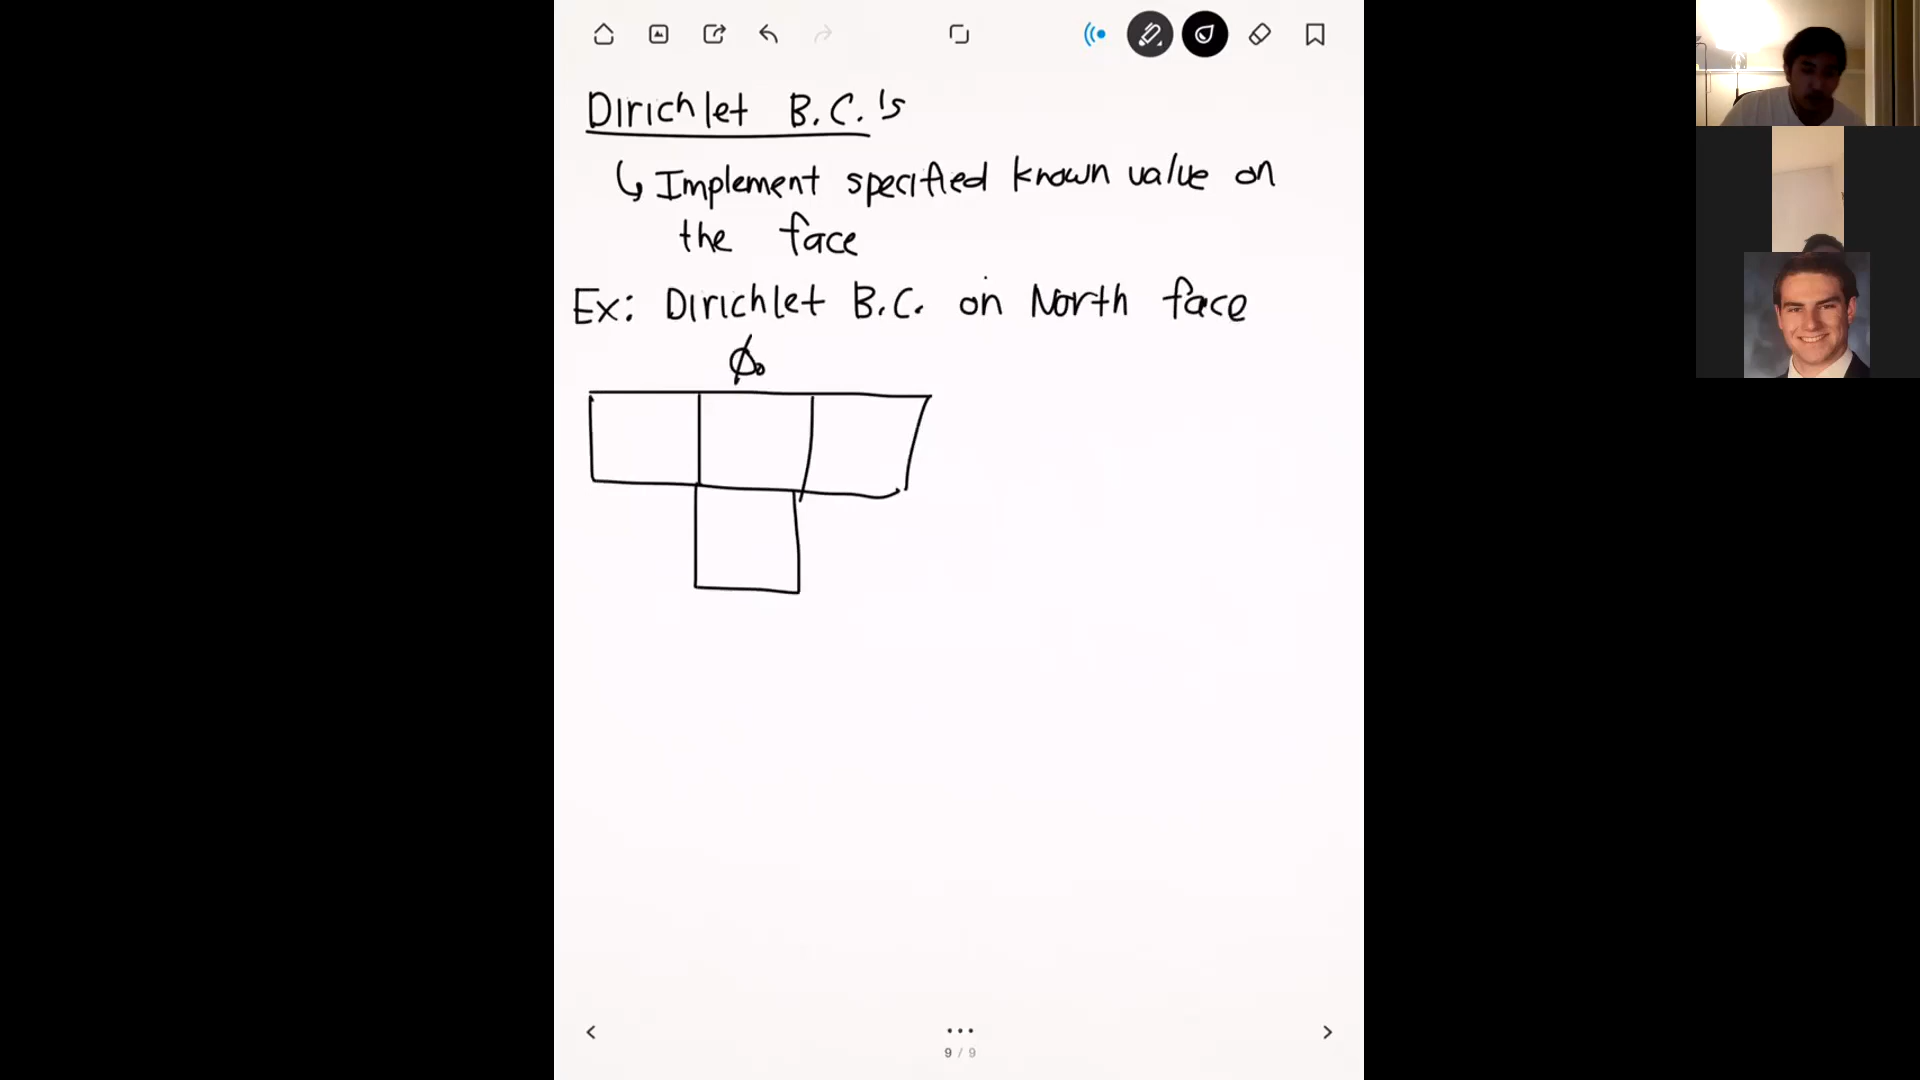 Dirichlet B.C.'s
↳ Implement specified known value on
the face
Ex: Dirichlet B.C. on North face
ϕ₀
9 / 9